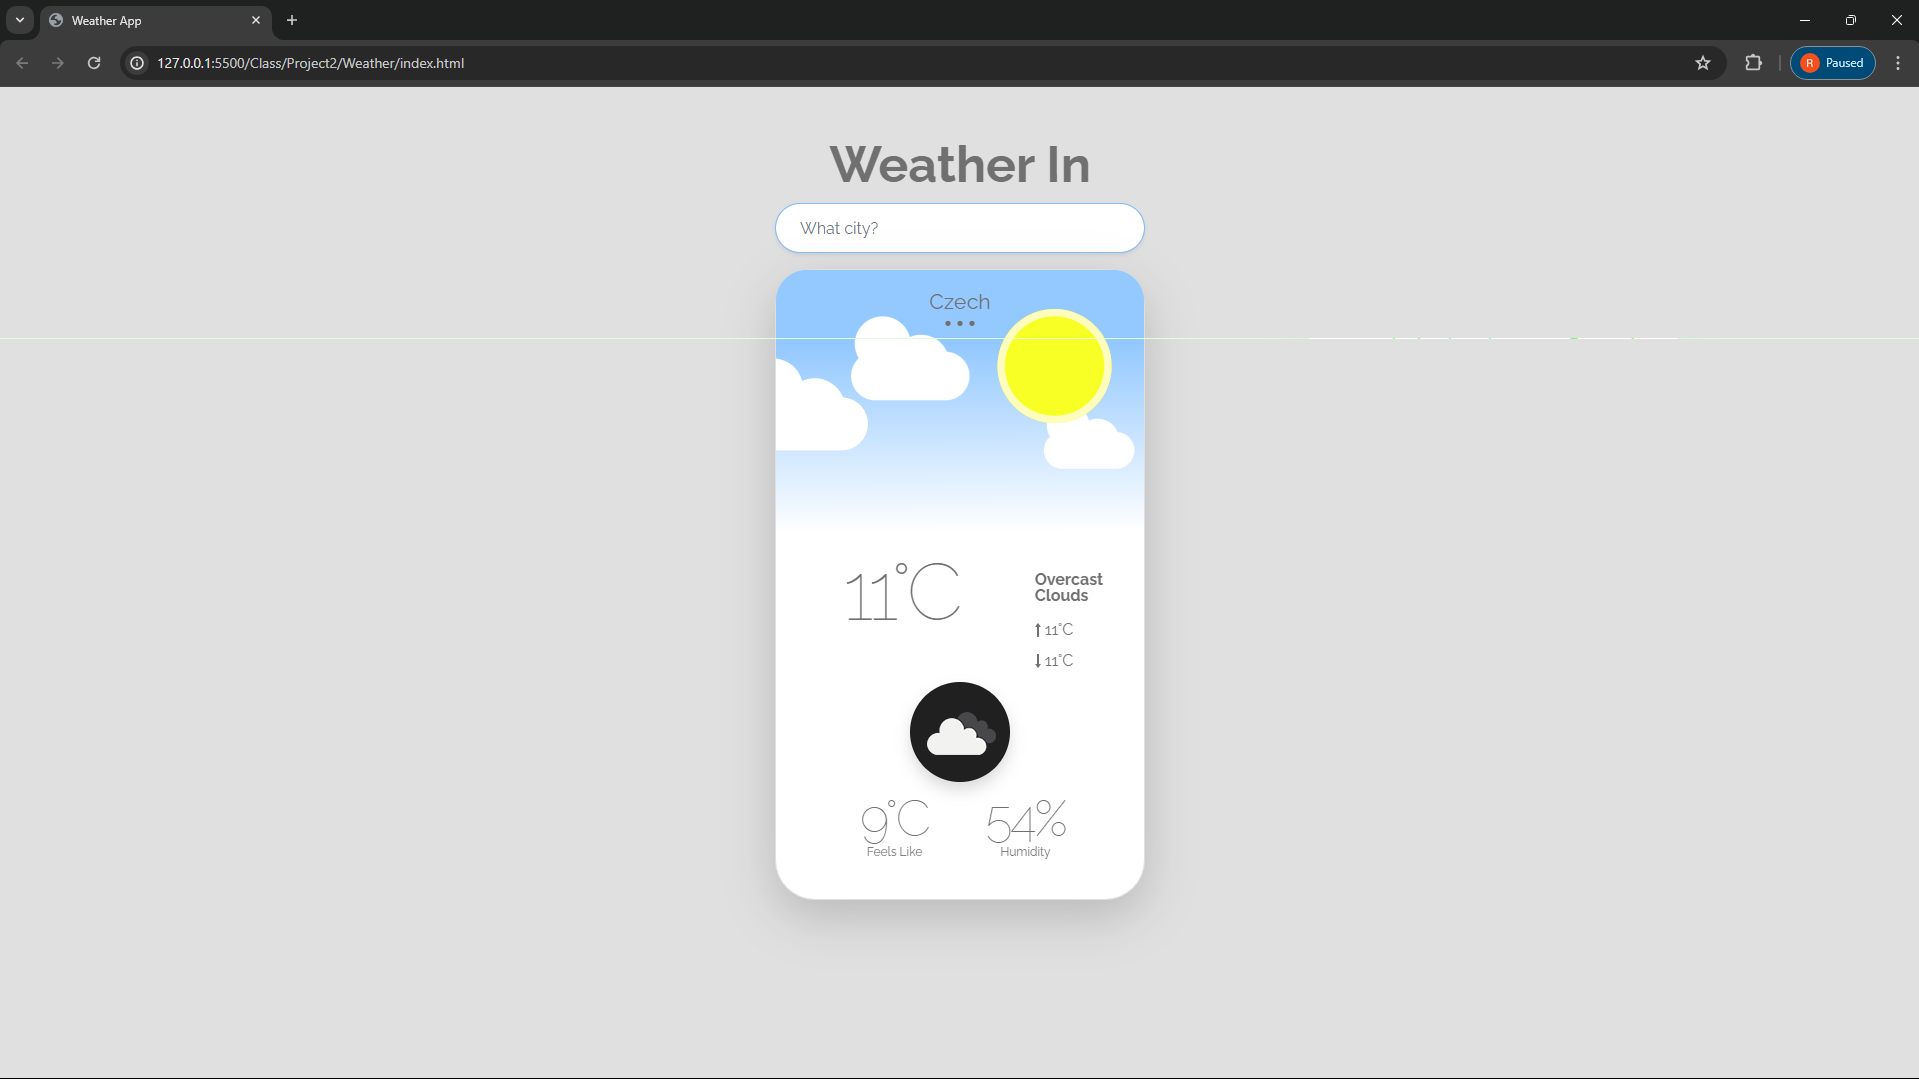 Weather App
127.0.0.1:5500/Class/Project2/Weather/index.html
R Paused
Weather In
What city?
Czech
11°C
Overcast
Clouds
11°C
11°C
9°C
Feels Like
54%
Humidity